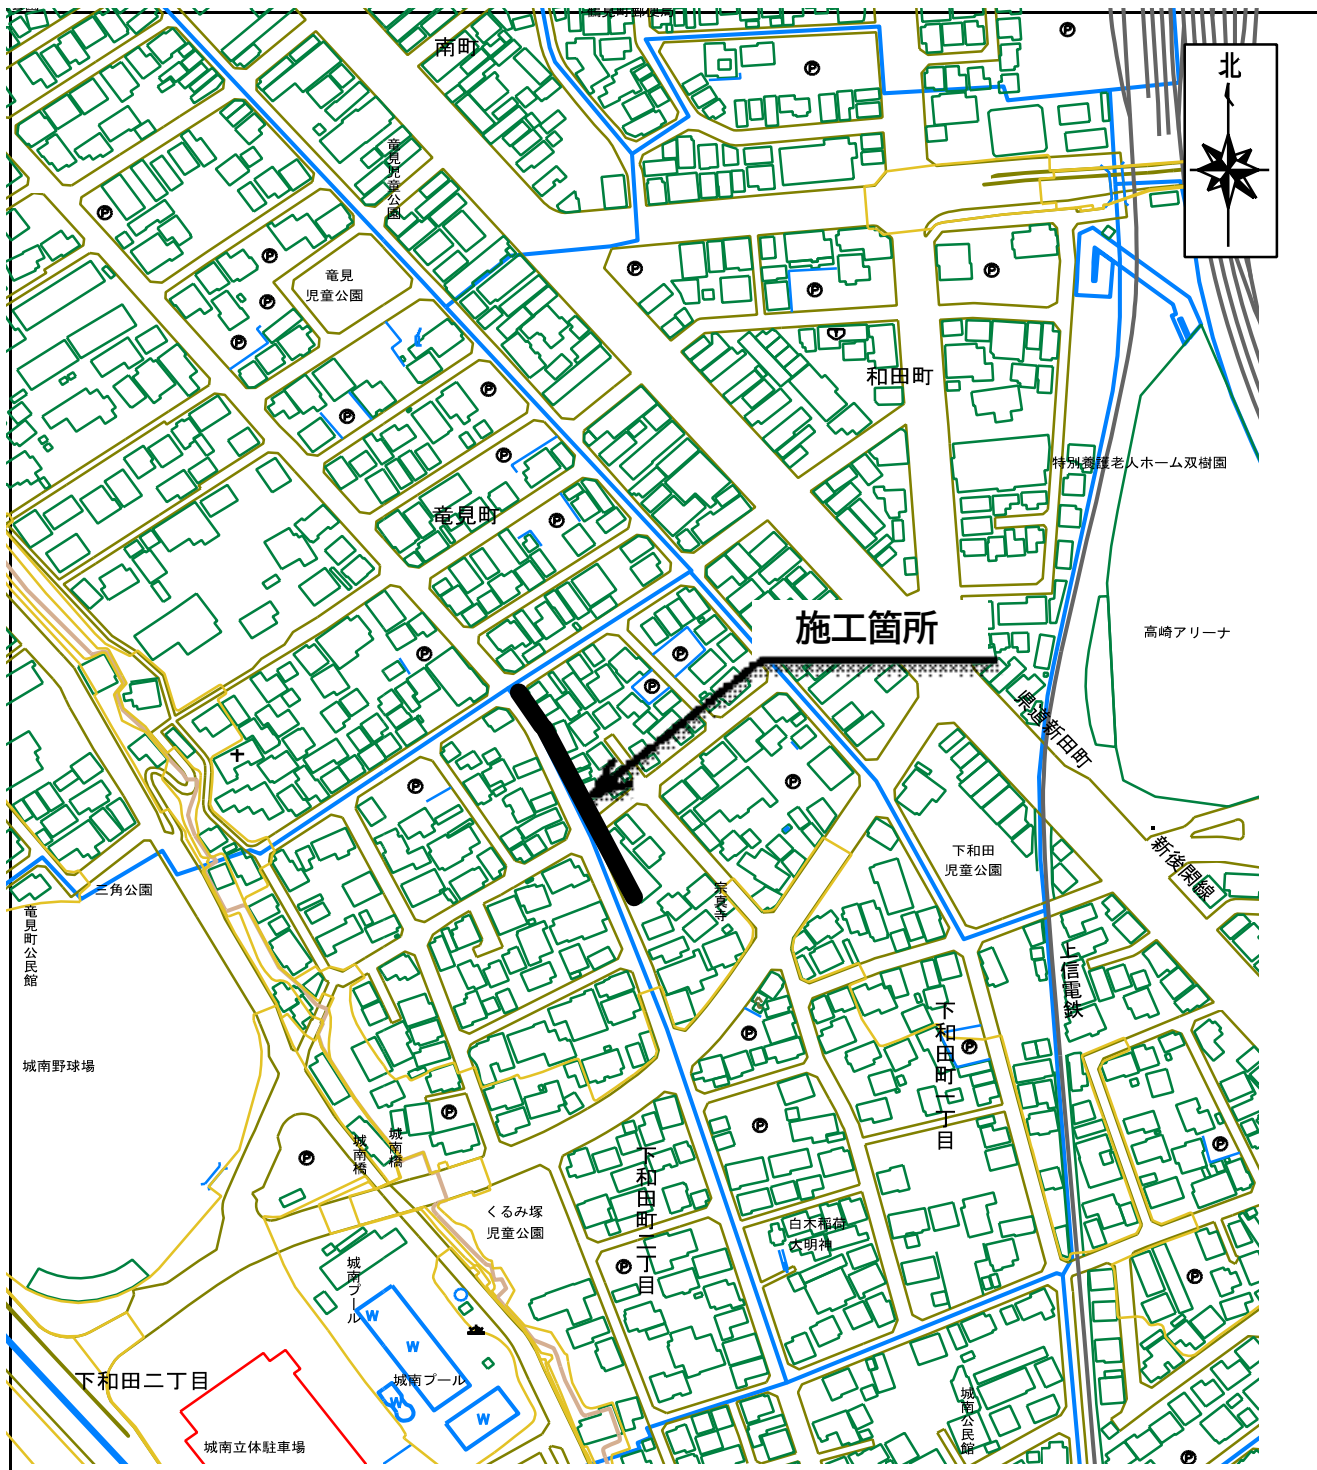 鶴見町郵便局
南町
北
竜見児童公園
竜見
児童公園
和田町
特別養護老人ホーム双樹園
竜見町
施工箇所
高崎アリーナ
県道新田町
新後閑線
下和田
児童公園
三角公園
宗真寺
竜見町公民館
上信電鉄
下和田町一丁目
城南野球場
城南橋
城南橋
下和田町二丁目
くるみ塚
児童公園
白木稲荷
大明神
城南プール
W
W
城南プール
W
W
下和田二丁目
城南立体駐車場
城南公民館